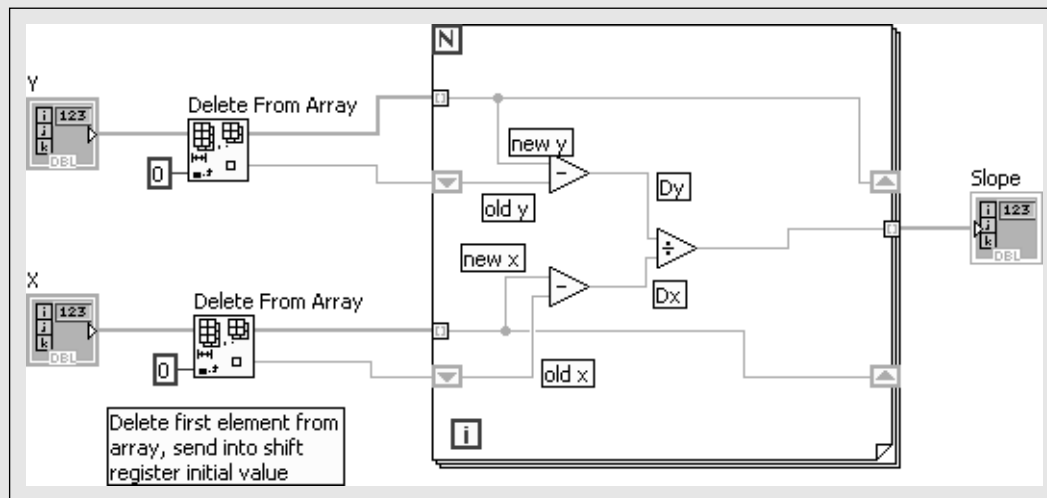 N
Y
i 123
j
k
DBL
Delete From Array
0
new y
old y
Dy
Slope
i 123
j
k
DBL
new x
Dx
X
i 123
j
k
DBL
Delete From Array
0
old x
Delete first element from
array, send into shift
register initial value
i